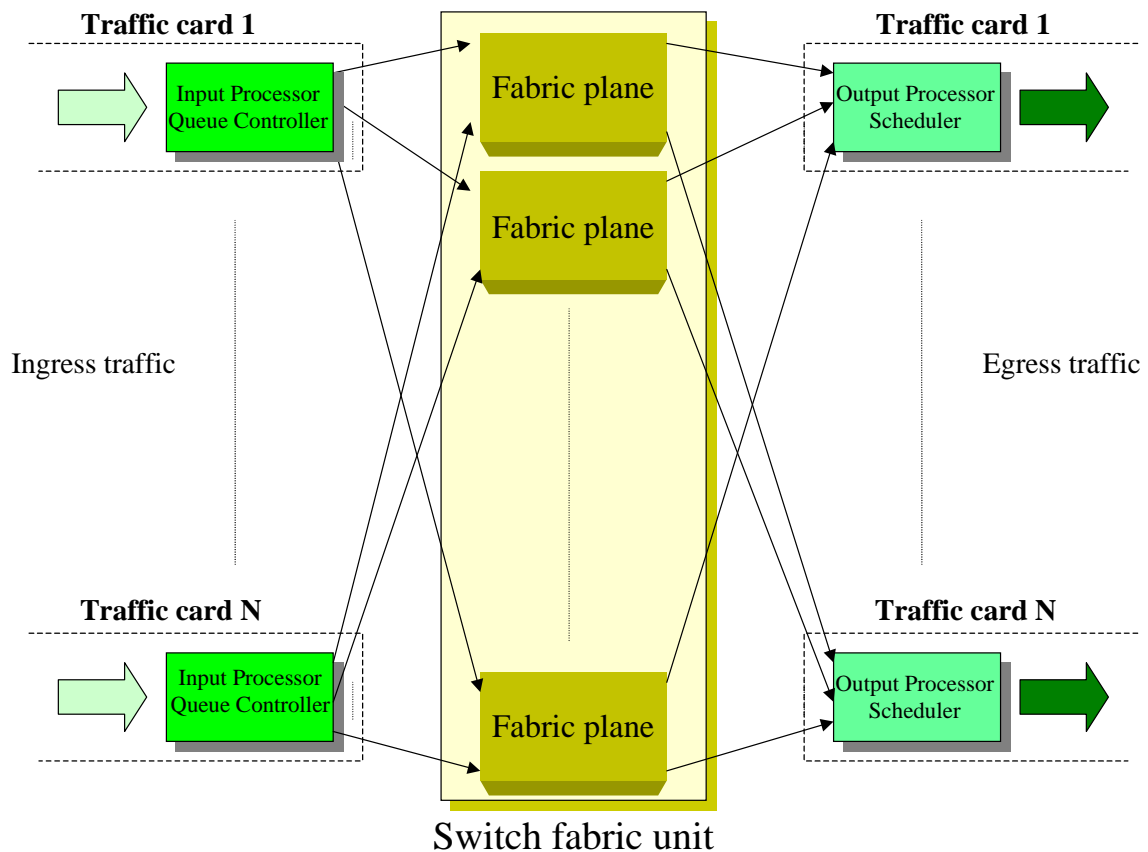 Traffic card 1
Traffic card 1
Input Processor
Queue Controller
Fabric plane
Output Processor
Scheduler
Fabric plane
Ingress traffic
Egress traffic
Traffic card N
Traffic card N
Input Processor
Queue Controller
Fabric plane
Output Processor
Scheduler
Switch fabric unit